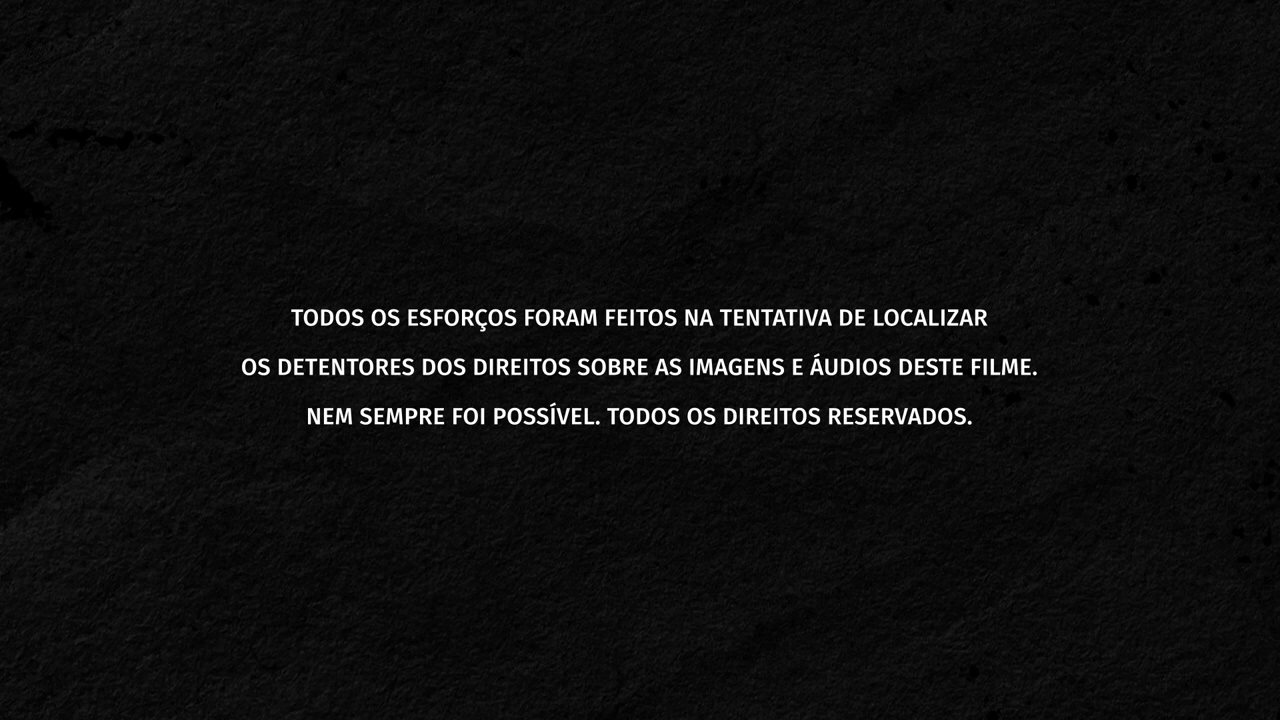 TODOS OS ESFORÇOS FORAM FEITOS NA TENTATIVA DE LOCALIZAR
OS DETENTORES DOS DIREITOS SOBRE AS IMAGENS E ÁUDIOS DESTE FILME.
NEM SEMPRE FOI POSSÍVEL. TODOS OS DIREITOS RESERVADOS.